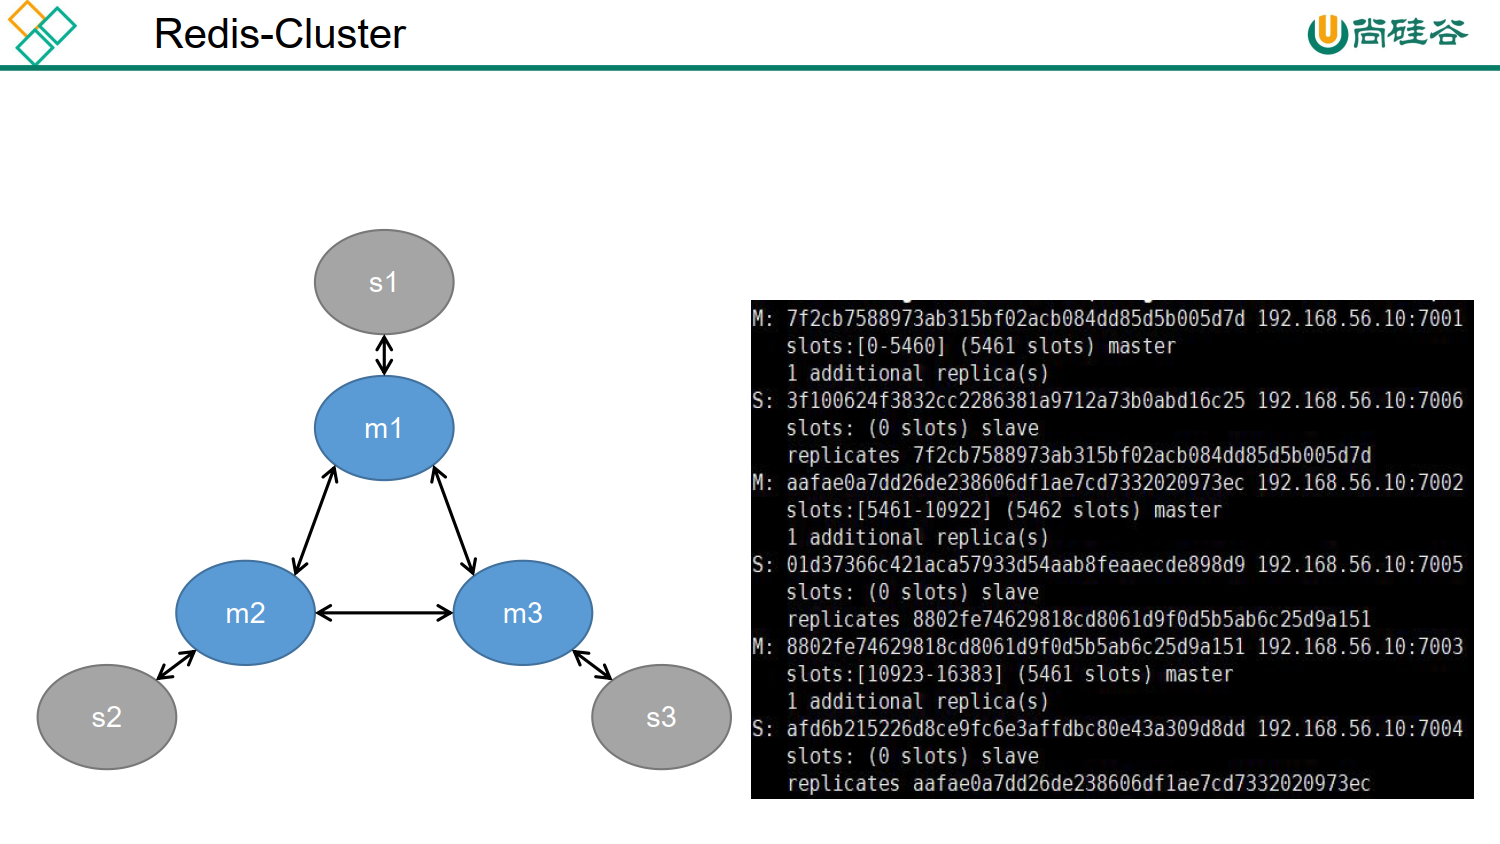 Redis-Cluster
尚硅谷
s1
m1
m2
m3
s2
s3
M: 7f2cb7588973ab315bf02acb084dd85d5b005d7d 192.168.56.10:7001
slots:[0-5460] (5461 slots) master
1 additional replica(s)
S: 3f100624f3832cc2286381a9712a73b0abd16c25 192.168.56.10:7006
slots: (0 slots) slave
replicates 7f2cb7588973ab315bf02acb084dd85d5b005d7d
M: aafae0a7dd26de238606df1ae7cd7332020973ec 192.168.56.10:7002
slots:[5461-10922] (5462 slots) master
1 additional replica(s)
S: 01d37366c421aca57933d54aab8feaaecde898d9 192.168.56.10:7005
slots: (0 slots) slave
replicates 8802fe74629818cd8061d9f0d5b5ab6c25d9a151
M: 8802fe74629818cd8061d9f0d5b5ab6c25d9a151 192.168.56.10:7003
slots:[10923-16383] (5461 slots) master
1 additional replica(s)
S: afd6b215226d8ce9fc6e3affdbc80e43a309d8dd 192.168.56.10:7004
slots: (0 slots) slave
replicates aafae0a7dd26de238606df1ae7cd7332020973ec